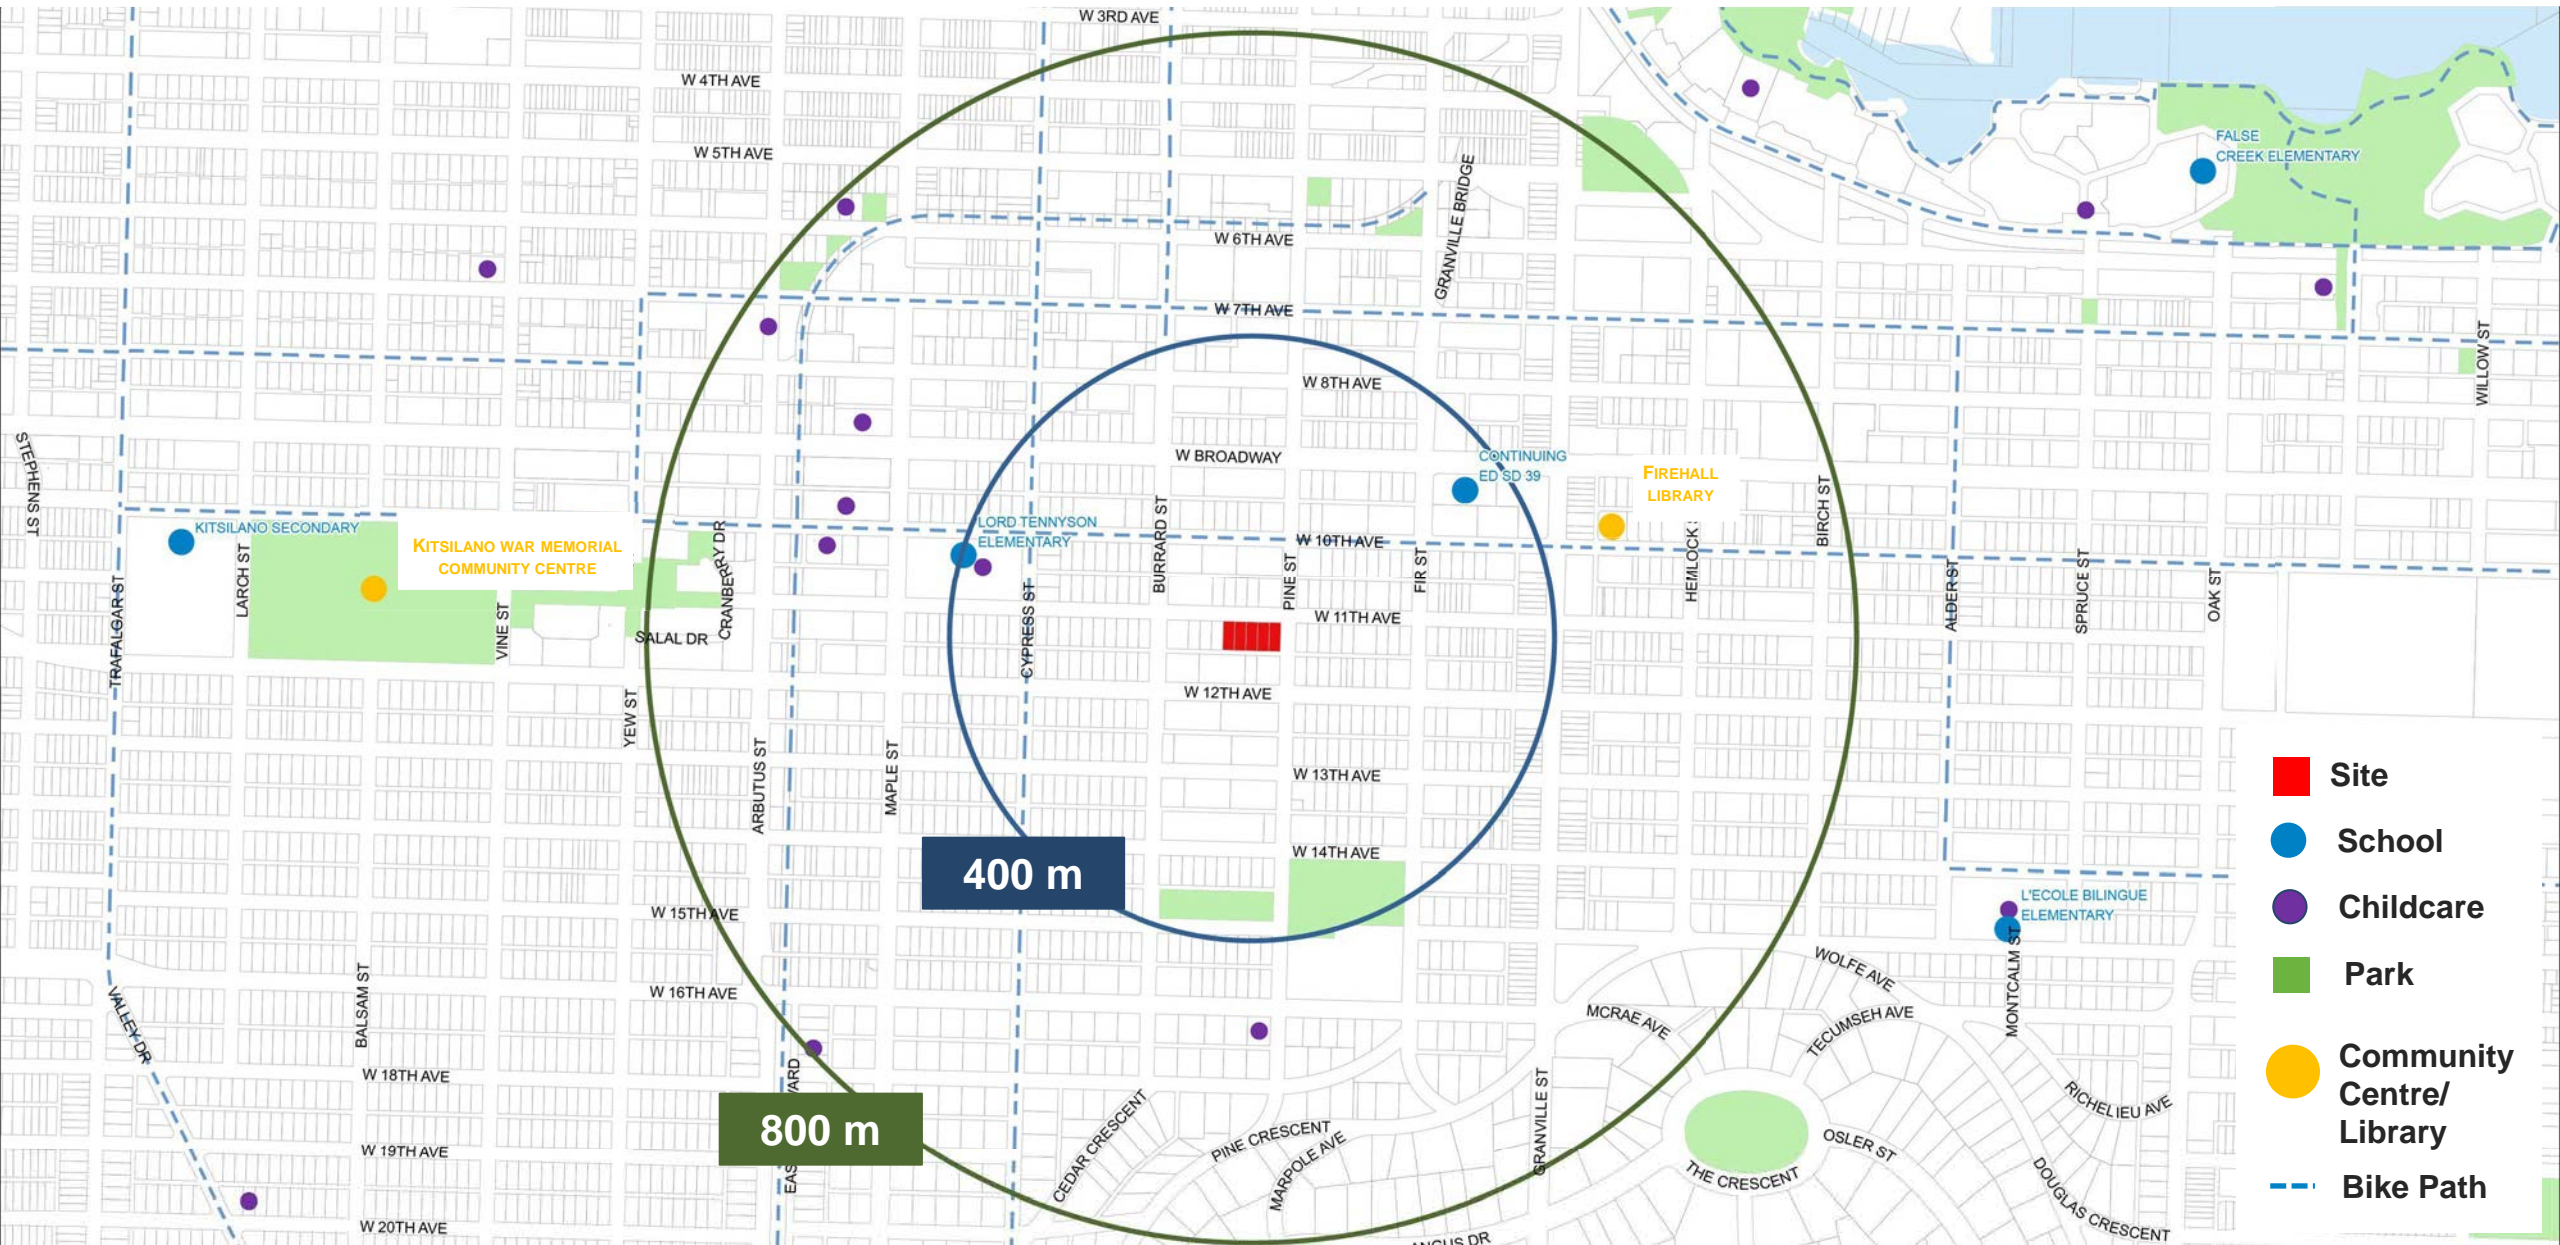 W 3RD AVE
W 4TH AVE
W 5TH AVE
FALSE
CREEK ELEMENTARY
GRANVILLE BRIDGE
W 6TH AVE
W 7TH AVE
WILLOW ST
W 8TH AVE
W BROADWAY
CONTINUING
ED SD 39
FIREHALL
LIBRARY
STEPHENS ST
KITSILANO SECONDARY
KITSILANO WAR MEMORIAL
COMMUNITY CENTRE
LORD TENNYSON
ELEMENTARY
BURRARD ST
W 10TH AVE
BIRCH ST
TRAFALGAR ST
LARCH ST
VINE ST
SALAL DR
CRANBERRY DR
CYPRESS ST
PINE ST
FIR ST
HEMLOCK S
ALDER ST
SPRUCE ST
OAK ST
W 11TH AVE
W 12TH AVE
YEW ST
ARBUTUS ST
MAPLE ST
W 13TH AVE
W 14TH AVE
400 m
W 15TH AVE
L'ECOLE BILINGUE
ELEMENTARY
MONTCALM ST
WOLFE AVE
W 16TH AVE
MCRAE AVE
TECUMSEH AVE
VALLEY DR
BALSAM ST
W 18TH AVE
EAS
VARD
800 m
CEDAR CRESCENT
PINE CRESCENT
MARPOLE AVE
GRANVILLE ST
THE CRESCENT
OSLER ST
RICHELIEU AVE
DOUGLAS CRESCENT
W 19TH AVE
W 20TH AVE
ANGUS DR
Site
School
Childcare
Park
Community
Centre/
Library
Bike Path